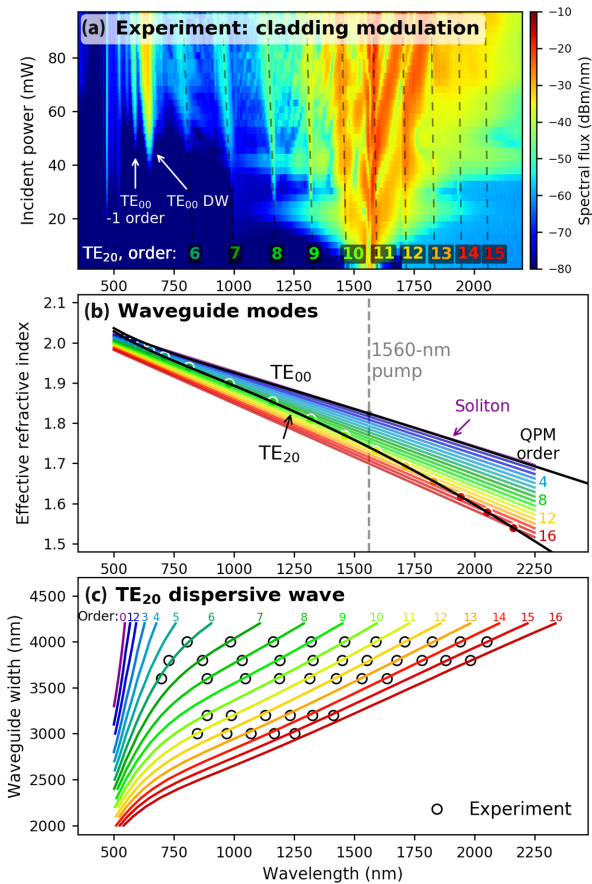 (a) Experiment: cladding modulation
Incident power (mW)
80
60
40
20
TE00
-1 order
TE00 DW
TE20, order: 6 7 8 9 10 11 12 13 14 15
500 750 1000 1250 1500 1750 2000
−10
−20
−30
−40
−50
−60
−70
−80
Spectral flux (dBm/nm)
(b) Waveguide modes
Effective refractive index
2.1
2.0
1.9
1.8
1.7
1.6
1.5
TE00
TE20
1560-nm
pump
Soliton
QPM
order
4
8
12
16
500 750 1000 1250 1500 1750 2000 2250
(c) TE20 dispersive wave
Waveguide width (nm)
4500
4000
3500
3000
2500
2000
Order: 0 1 2 3 4 5 6 7 8 9 10 11 12 13 14 15 16
Experiment
500 750 1000 1250 1500 1750 2000 2250
Wavelength (nm)